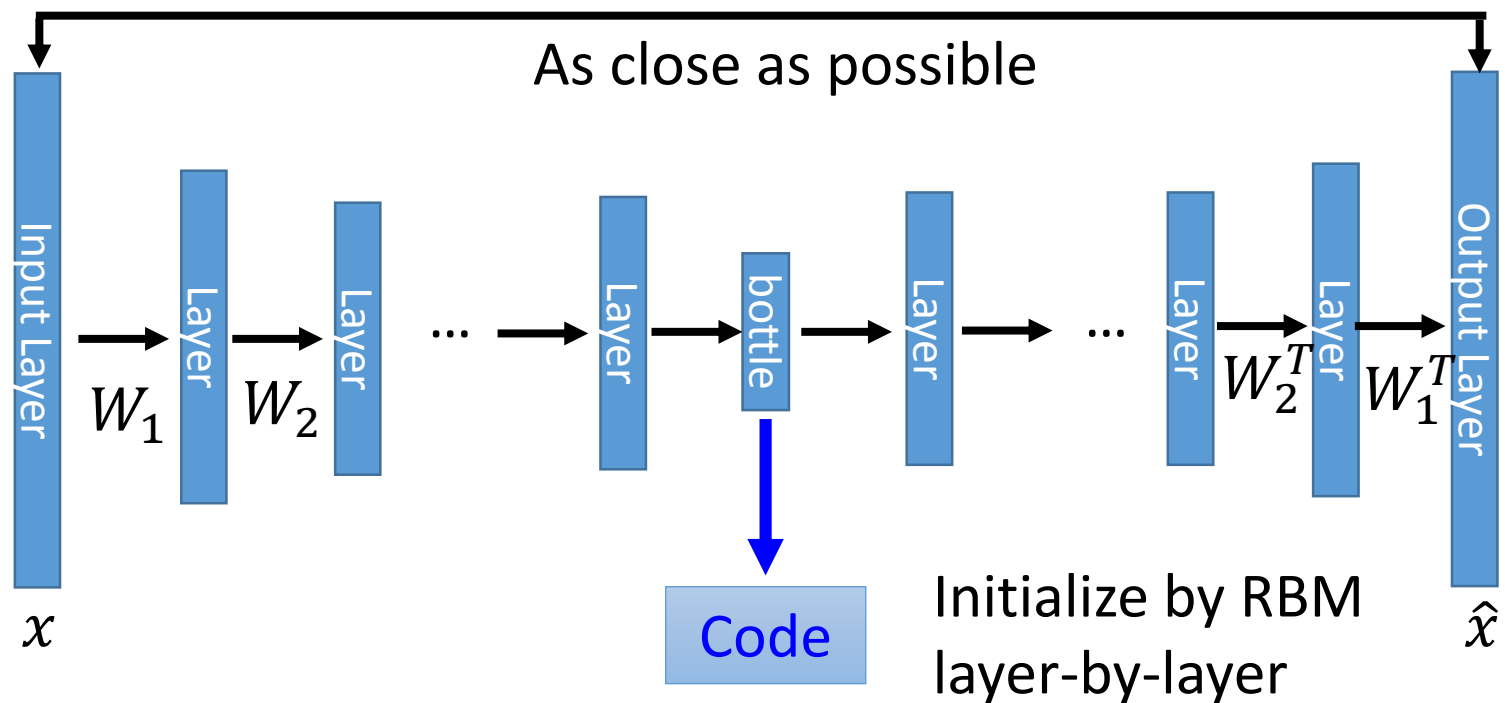 As close as possible
Input Layer
Layer
Layer
...
Layer
bottle
Layer
...
Layer
Layer
Output Layer
W₁
W₂
W₂ᵀ
W₁ᵀ
x
Code
Initialize by RBM
layer-by-layer
x̂